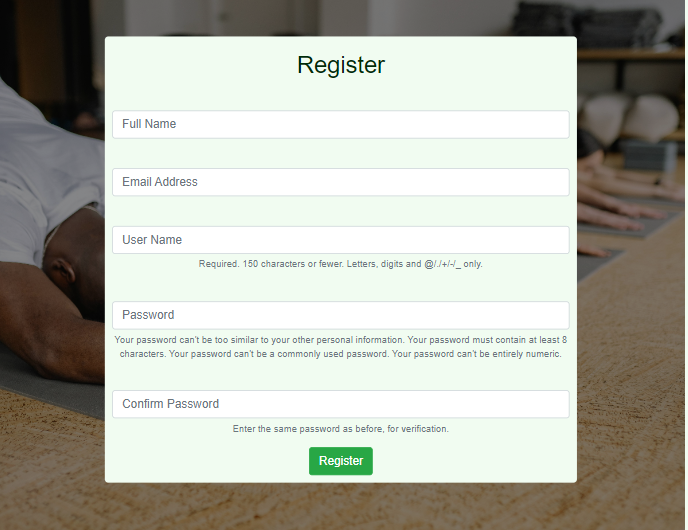 Register
Full Name
Email Address
User Name
Required. 150 characters or fewer. Letters, digits and @/./+/-/_ only.
Password
Your password can't be too similar to your other personal information. Your password must contain at least 8
characters. Your password can't be a commonly used password. Your password can't be entirely numeric.
Confirm Password
Enter the same password as before, for verification.
Register